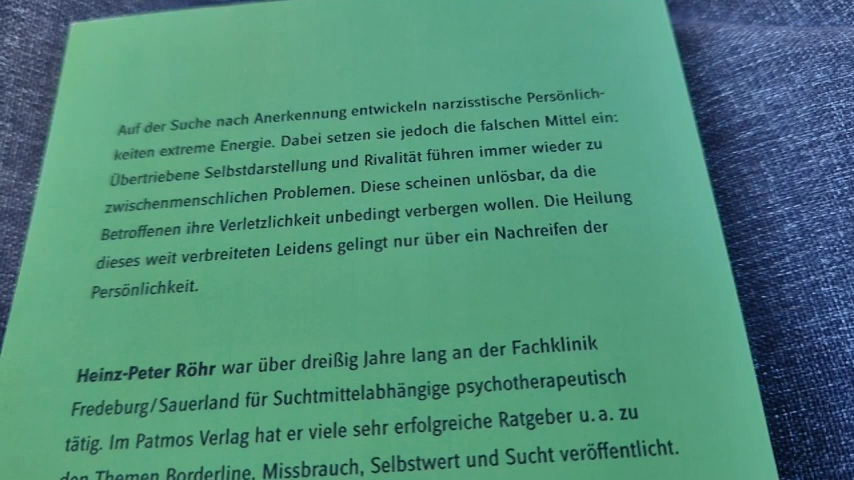 Auf der Suche nach Anerkennung entwickeln narzisstische Persönlich-
keiten extreme Energie. Dabei setzen sie jedoch die falschen Mittel ein:
Übertriebene Selbstdarstellung und Rivalität führen immer wieder zu
zwischenmenschlichen Problemen. Diese scheinen unlösbar, da die
Betroffenen ihre Verletzlichkeit unbedingt verbergen wollen. Die Heilung
dieses weit verbreiteten Leidens gelingt nur über ein Nachreifen der
Persönlichkeit.
Heinz-Peter Röhr war über dreißig Jahre lang an der Fachklinik
Fredeburg/Sauerland für Suchtmittelabhängige psychotherapeutisch
tätig. Im Patmos Verlag hat er viele sehr erfolgreiche Ratgeber u. a. zu
den Themen Borderline, Missbrauch, Selbstwert und Sucht veröffentlicht.